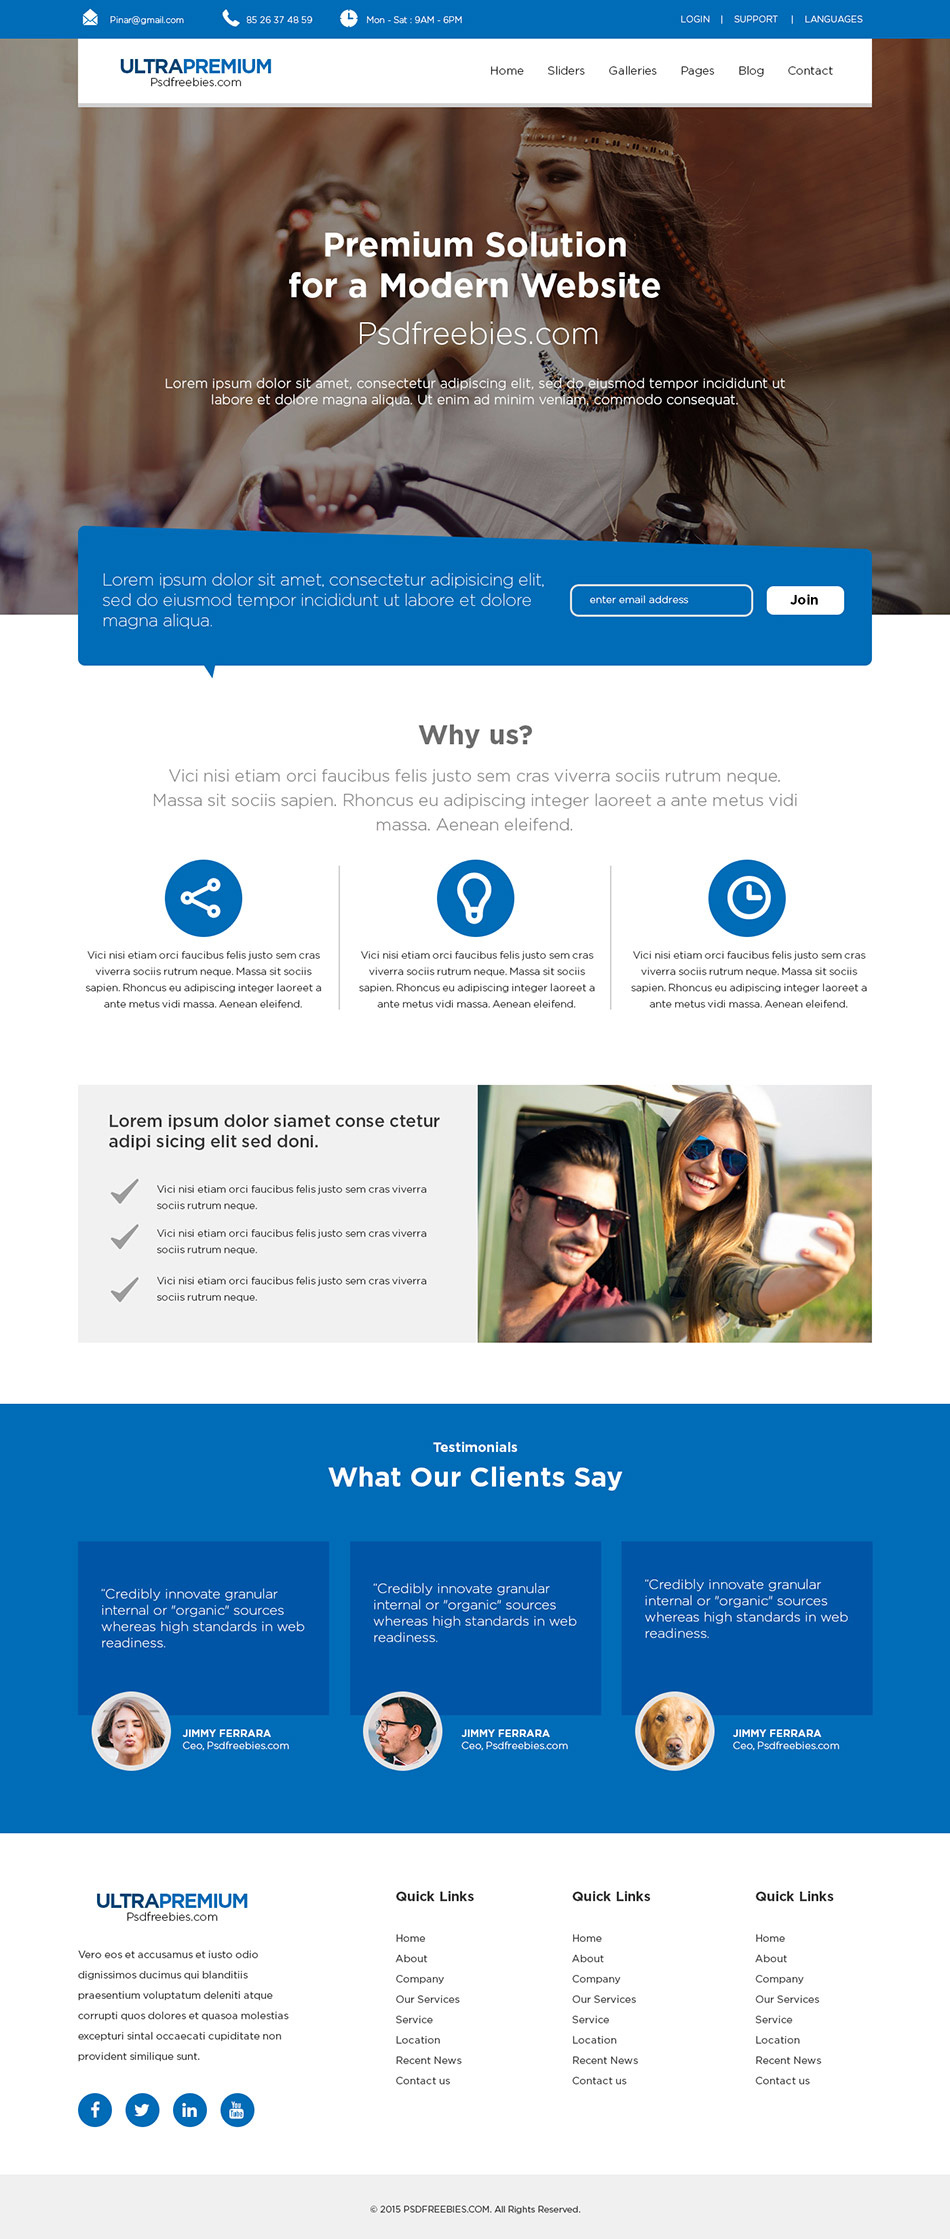 Pinar@gmail.com 85 26 37 48 59 Mon - Sat : 9AM - 6PM LOGIN | SUPPORT | LANGUAGES
ULTRAPREMIUM
Psdfreebies.com
Home Sliders Galleries Pages Blog Contact
Premium Solution
for a Modern Website
Psdfreebies.com
Lorem ipsum dolor sit amet, consectetur adipiscing elit, sed do eiusmod tempor incididunt ut
labore et dolore magna aliqua. Ut enim ad minim veniam, commodo consequat.
Lorem ipsum dolor sit amet, consectetur adipisicing elit,
sed do eiusmod tempor incididunt ut labore et dolore
magna aliqua.
enter email address
Join
Why us?
Vici nisi etiam orci faucibus felis justo sem cras viverra sociis rutrum neque.
Massa sit sociis sapien. Rhoncus eu adipiscing integer laoreet a ante metus vidi
massa. Aenean eleifend.
Vici nisi etiam orci faucibus felis justo sem cras
viverra sociis rutrum neque. Massa sit sociis
sapien. Rhoncus eu adipiscing integer laoreet a
ante metus vidi massa. Aenean eleifend.
Vici nisi etiam orci faucibus felis justo sem cras
viverra sociis rutrum neque. Massa sit sociis
sapien. Rhoncus eu adipiscing integer laoreet a
ante metus vidi massa. Aenean eleifend.
Vici nisi etiam orci faucibus felis justo sem cras
viverra sociis rutrum neque. Massa sit sociis
sapien. Rhoncus eu adipiscing integer laoreet a
ante metus vidi massa. Aenean eleifend.
Lorem ipsum dolor siamet conse ctetur
adipi sicing elit sed doni.
Vici nisi etiam orci faucibus felis justo sem cras viverra
sociis rutrum neque.
Vici nisi etiam orci faucibus felis justo sem cras viverra
sociis rutrum neque.
Vici nisi etiam orci faucibus felis justo sem cras viverra
sociis rutrum neque.
Testimonials
What Our Clients Say
"Credibly innovate granular
internal or "organic" sources
whereas high standards in web
readiness.
JIMMY FERRARA
Ceo, Psdfreebies.com
"Credibly innovate granular
internal or "organic" sources
whereas high standards in web
readiness.
JIMMY FERRARA
Ceo, Psdfreebies.com
"Credibly innovate granular
internal or "organic" sources
whereas high standards in web
readiness.
JIMMY FERRARA
Ceo, Psdfreebies.com
ULTRAPREMIUM
Psdfreebies.com
Vero eos et accusamus et iusto odio
dignissimos ducimus qui blanditiis
praesentium voluptatum deleniti atque
corrupti quos dolores et quasoa molestias
excepturi sintal occaecati cupiditate non
provident similique sunt.
f
in
You
Tube
Quick Links
Home
About
Company
Our Services
Service
Location
Recent News
Contact us
Quick Links
Home
About
Company
Our Services
Service
Location
Recent News
Contact us
Quick Links
Home
About
Company
Our Services
Service
Location
Recent News
Contact us
© 2015 PSDFREEBIES.COM. All Rights Reserved.